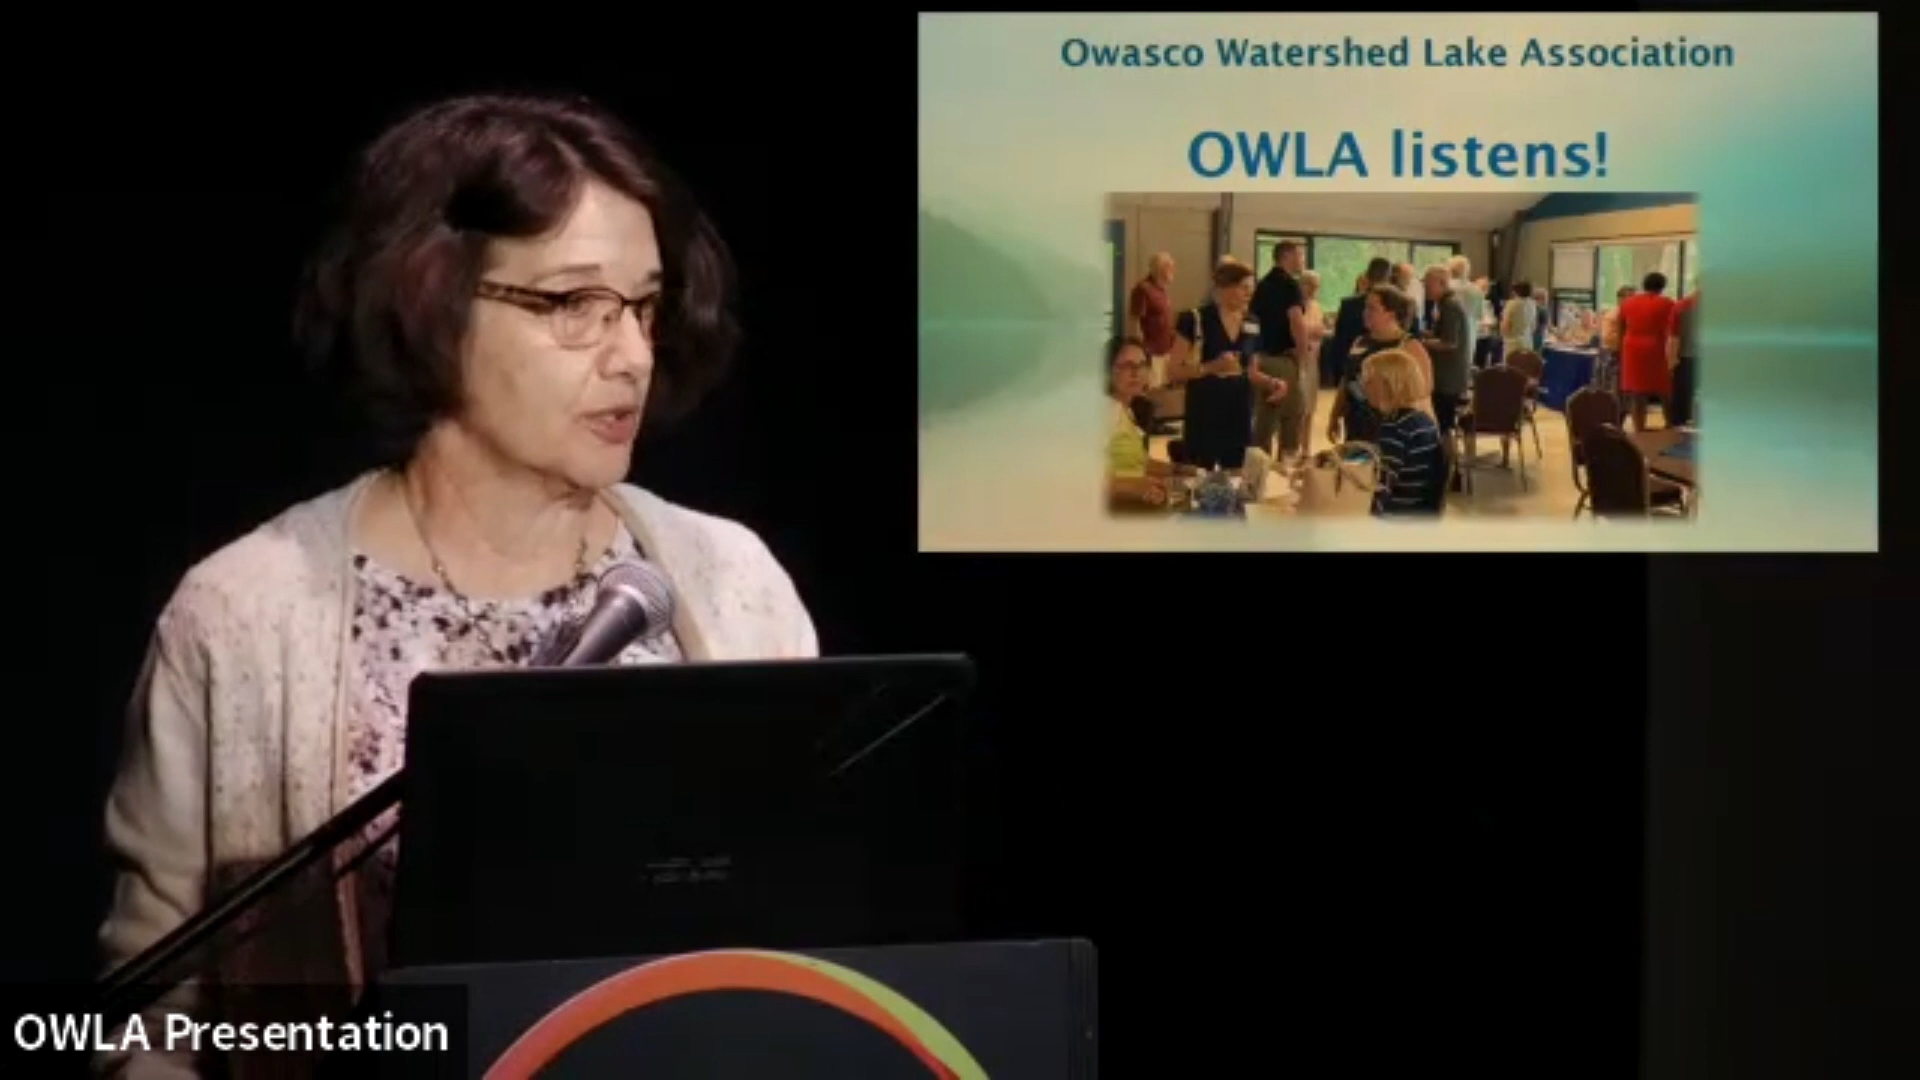 Owasco Watershed Lake Association
OWLA listens!
OWLA Presentation